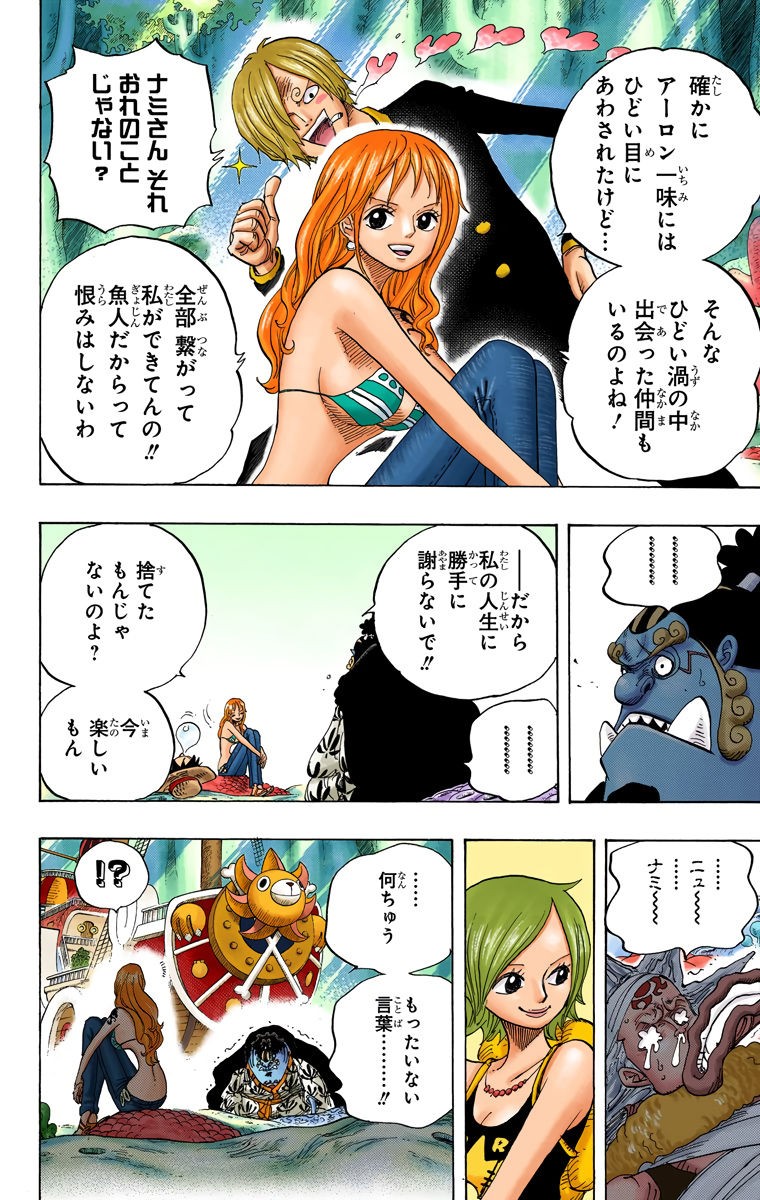 確かに
アーロン一味には
ひどい目に
あわされたけど…
そんな
ひどい渦の中
出会った仲間も
いるのよね！
ナミさん それ
おれのこと
じゃない？
全部 繋がって
私ができてんの!!
魚人だからって
恨みはしないわ
………
──だから
私の人生に
勝手に
謝らないで!!
………
捨てた
もんじゃ
ないのよ？
今
楽しい
もん
……ニュ〜〜
……ナミ〜〜
……
何ちゅう
もったいない
言葉………!!
!?
R